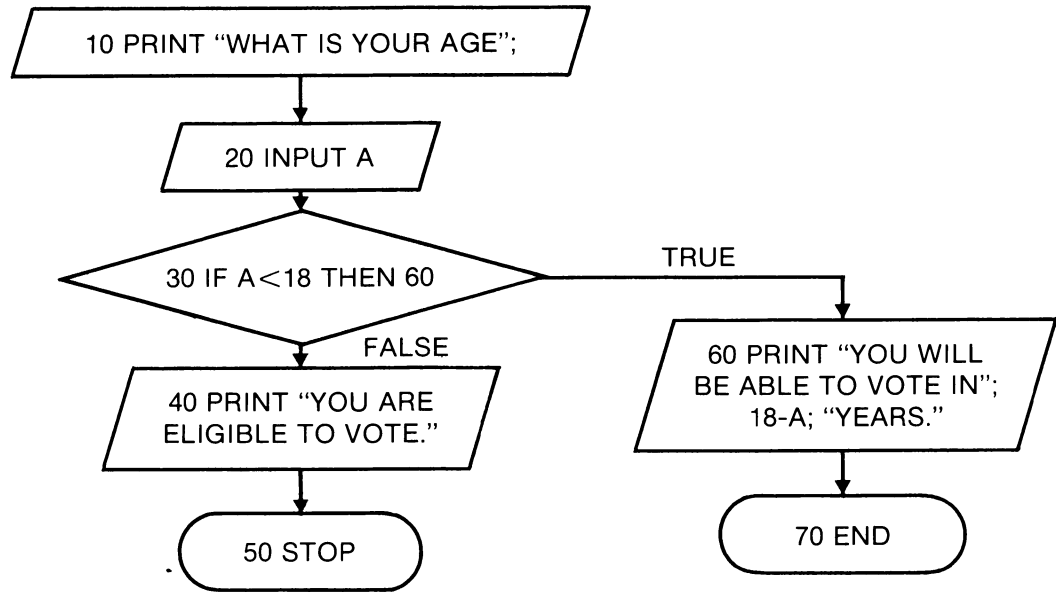 10 PRINT “WHAT IS YOUR AGE”;
20 INPUT A
30 IF A<18 THEN 60
TRUE
FALSE
40 PRINT “YOU ARE
ELIGIBLE TO VOTE.”
50 STOP
60 PRINT “YOU WILL
BE ABLE TO VOTE IN”;
18-A; “YEARS.”
70 END